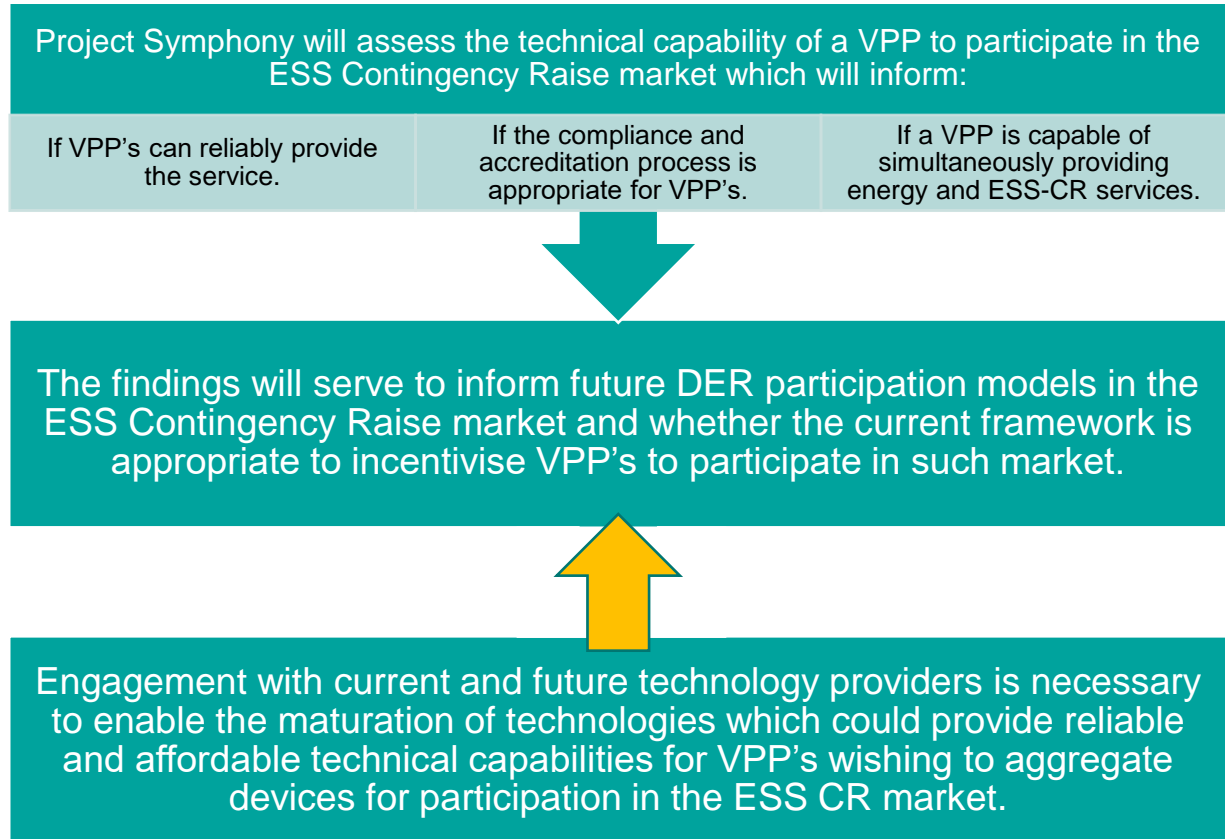 Project Symphony will assess the technical capability of a VPP to participate in the
ESS Contingency Raise market which will inform:
If VPP's can reliably provide
the service.
If the compliance and
accreditation process is
appropriate for VPP's.
If a VPP is capable of
simultaneously providing
energy and ESS-CR services.
The findings will serve to inform future DER participation models in the
ESS Contingency Raise market and whether the current framework is
appropriate to incentivise VPP's to participate in such market.
Engagement with current and future technology providers is necessary
to enable the maturation of technologies which could provide reliable
and affordable technical capabilities for VPP's wishing to aggregate
devices for participation in the ESS CR market.